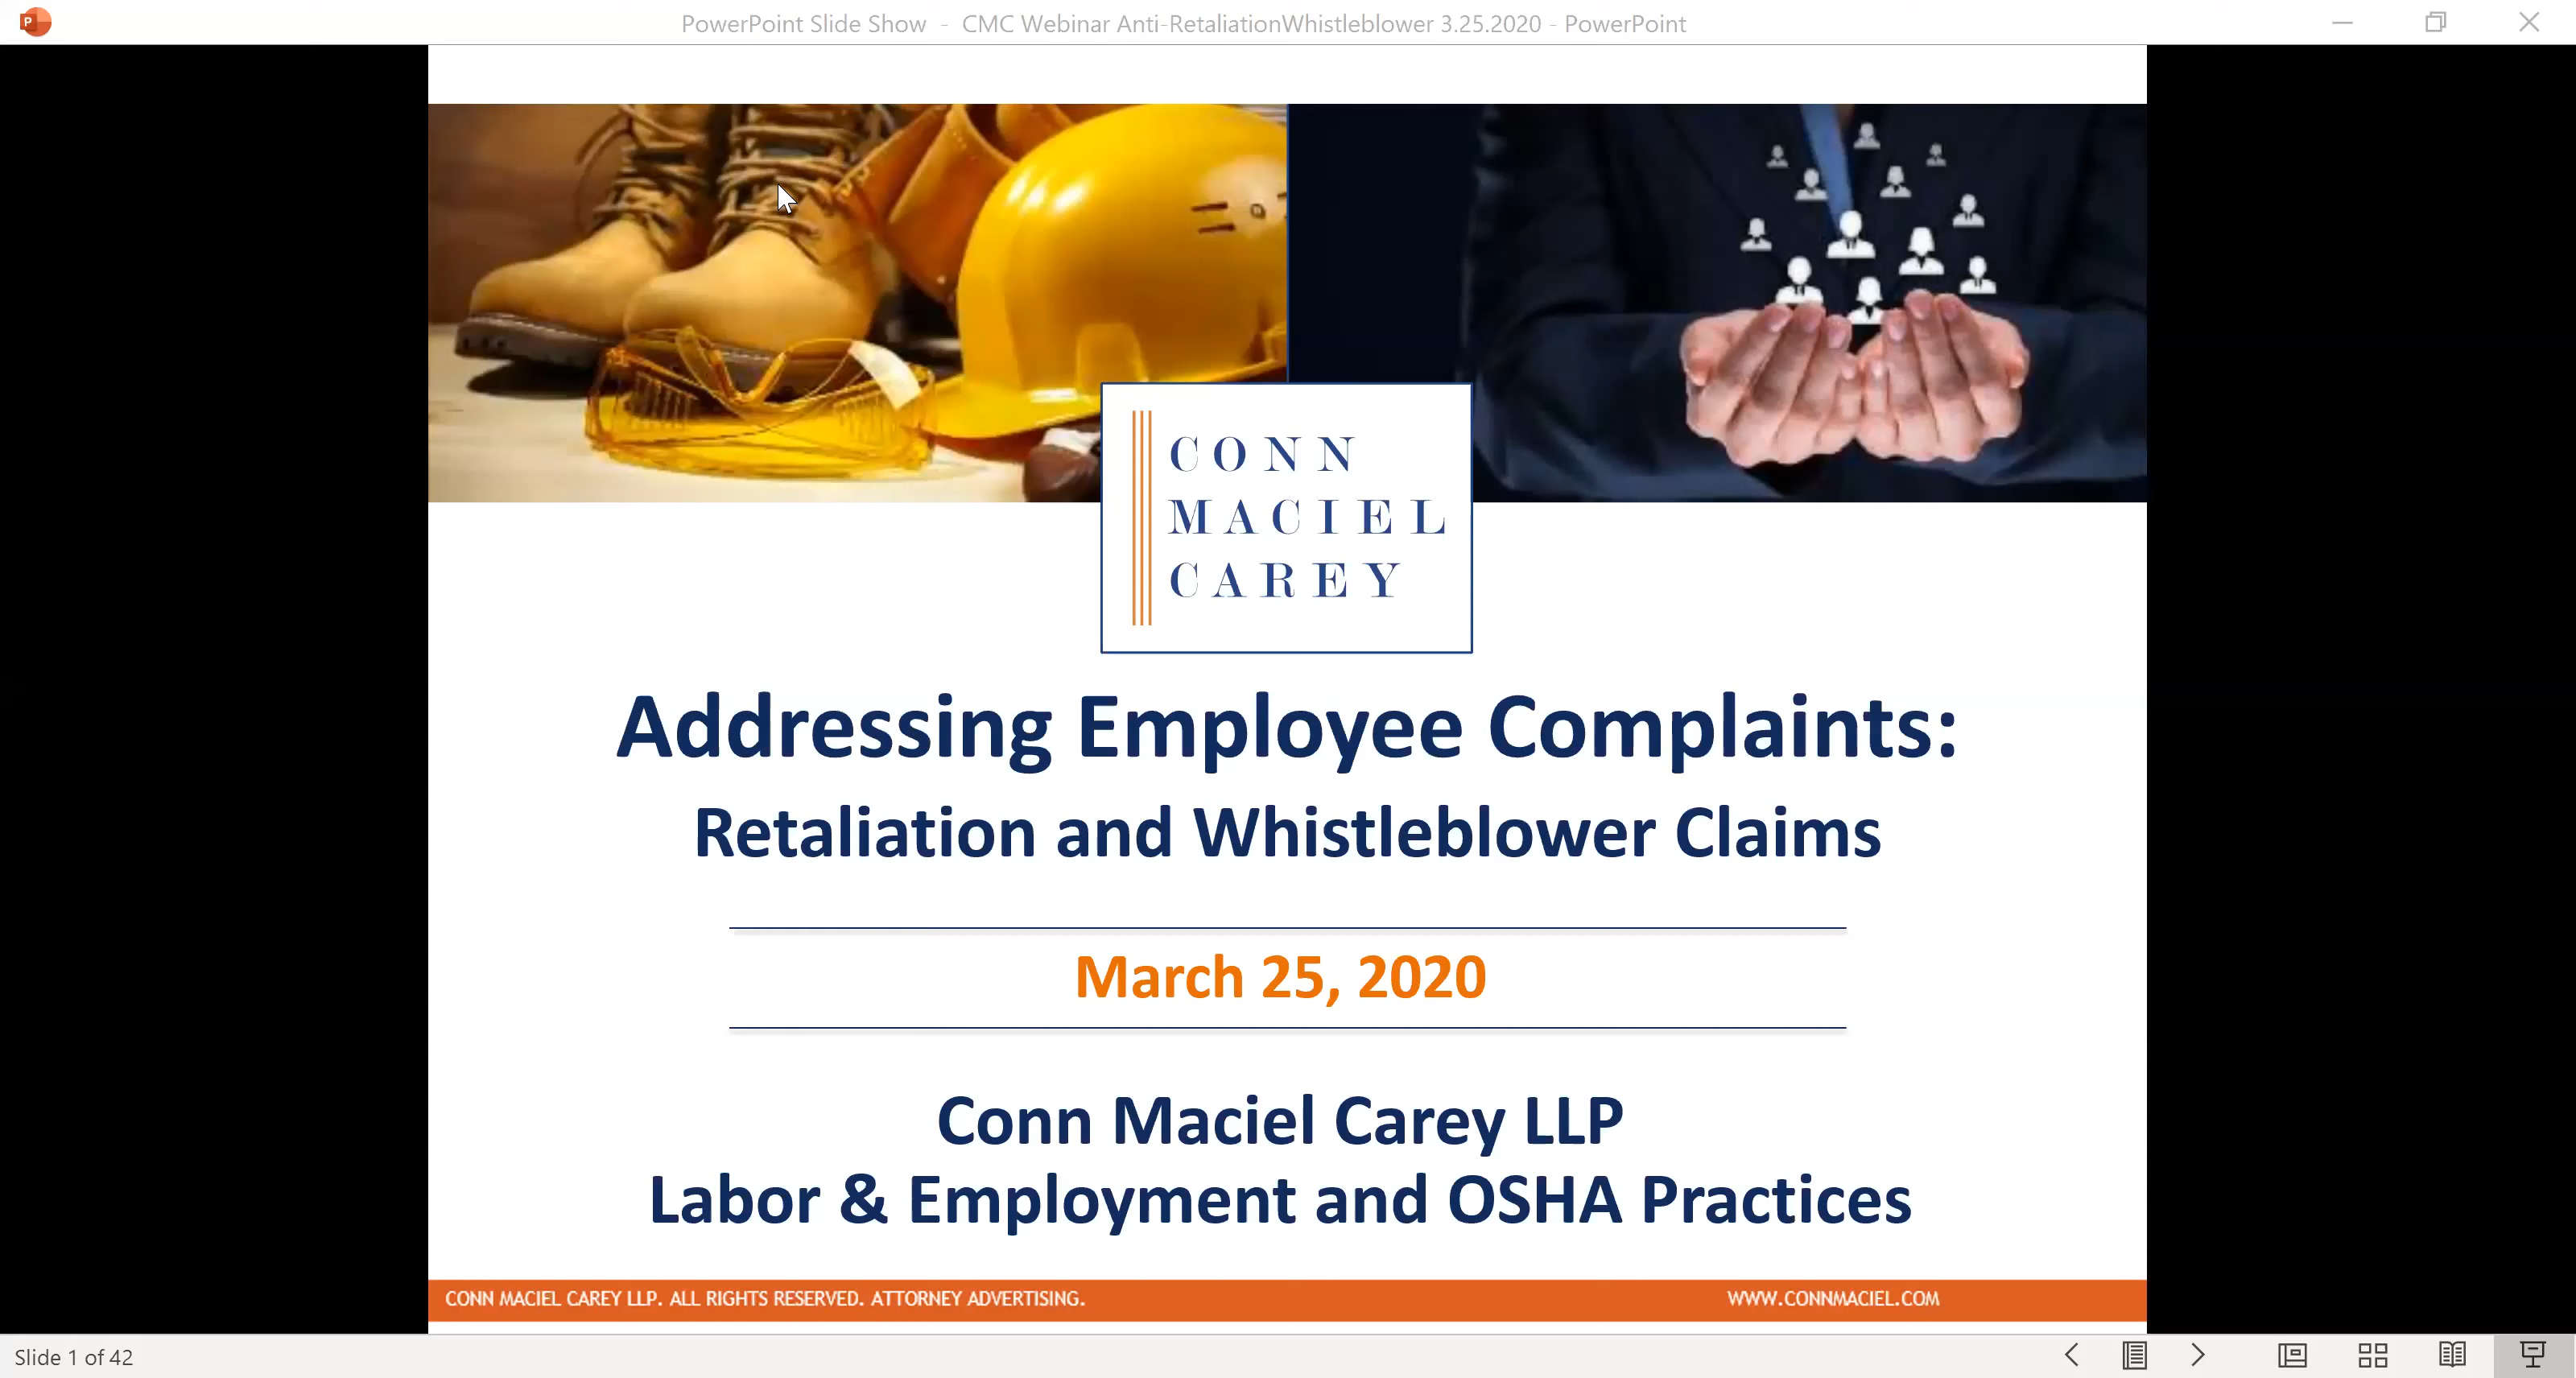 PowerPoint Slide Show - CMC Webinar Anti-RetaliationWhistleblower 3.25.2020 - PowerPoint
CONN
MACIEL
CAREY
Addressing Employee Complaints:
Retaliation and Whistleblower Claims
March 25, 2020
Conn Maciel Carey LLP
Labor & Employment and OSHA Practices
CONN MACIEL CAREY LLP. ALL RIGHTS RESERVED. ATTORNEY ADVERTISING.
WWW.CONNMACIEL.COM
Slide 1 of 42